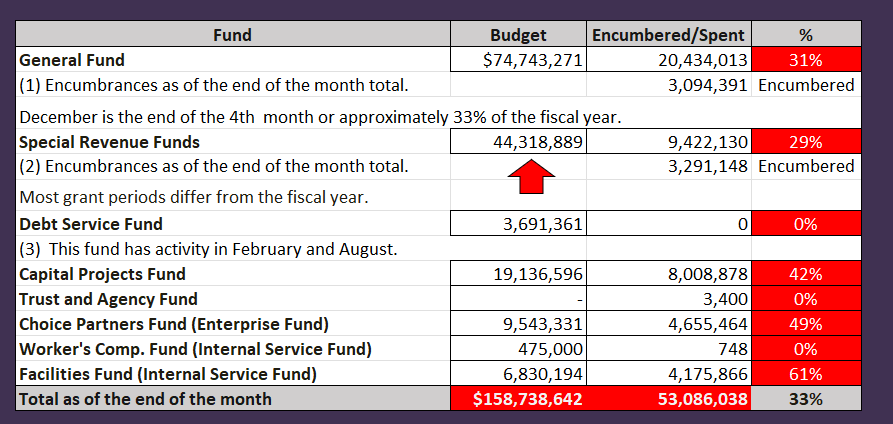 Fund Budget Encumbered/Spent %
General Fund $74,743,271 20,434,013 31%
(1) Encumbrances as of the end of the month total. 3,094,391 Encumbered
December is the end of the 4th month or approximately 33% of the fiscal year.
Special Revenue Funds 44,318,889 9,422,130 29%
(2) Encumbrances as of the end of the month total. 3,291,148 Encumbered
Most grant periods differ from the fiscal year.
Debt Service Fund 3,691,361 0 0%
(3) This fund has activity in February and August.
Capital Projects Fund 19,136,596 8,008,878 42%
Trust and Agency Fund - 3,400 0%
Choice Partners Fund (Enterprise Fund) 9,543,331 4,655,464 49%
Worker's Comp. Fund (Internal Service Fund) 475,000 748 0%
Facilities Fund (Internal Service Fund) 6,830,194 4,175,866 61%
Total as of the end of the month $158,738,642 53,086,038 33%